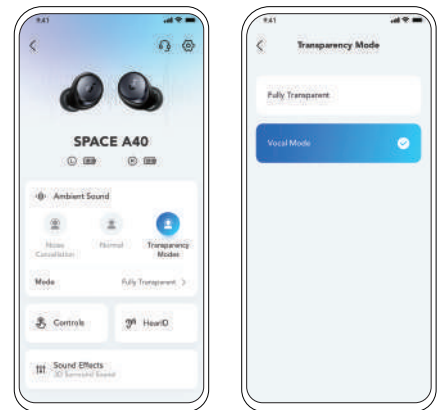 9:41
SPACE A40
L
R
Ambient Sound
Noise
Cancellation
Normal
Transparency
Modes
Mode
Fully Transparent
Controls
HearID
Sound Effects
3D Surround Sound
9:41
Transparency Mode
Fully Transparent
Vocal Mode